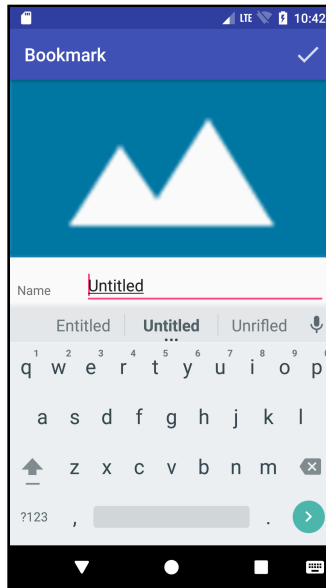 LTE 10:42
Bookmark
Name Untitled
Entitled Untitled Unrifled
1 2 3 4 5 6 7 8 9 0
q w e r t y u i o p
a s d f g h j k l
z x c v b n m
?123 , .